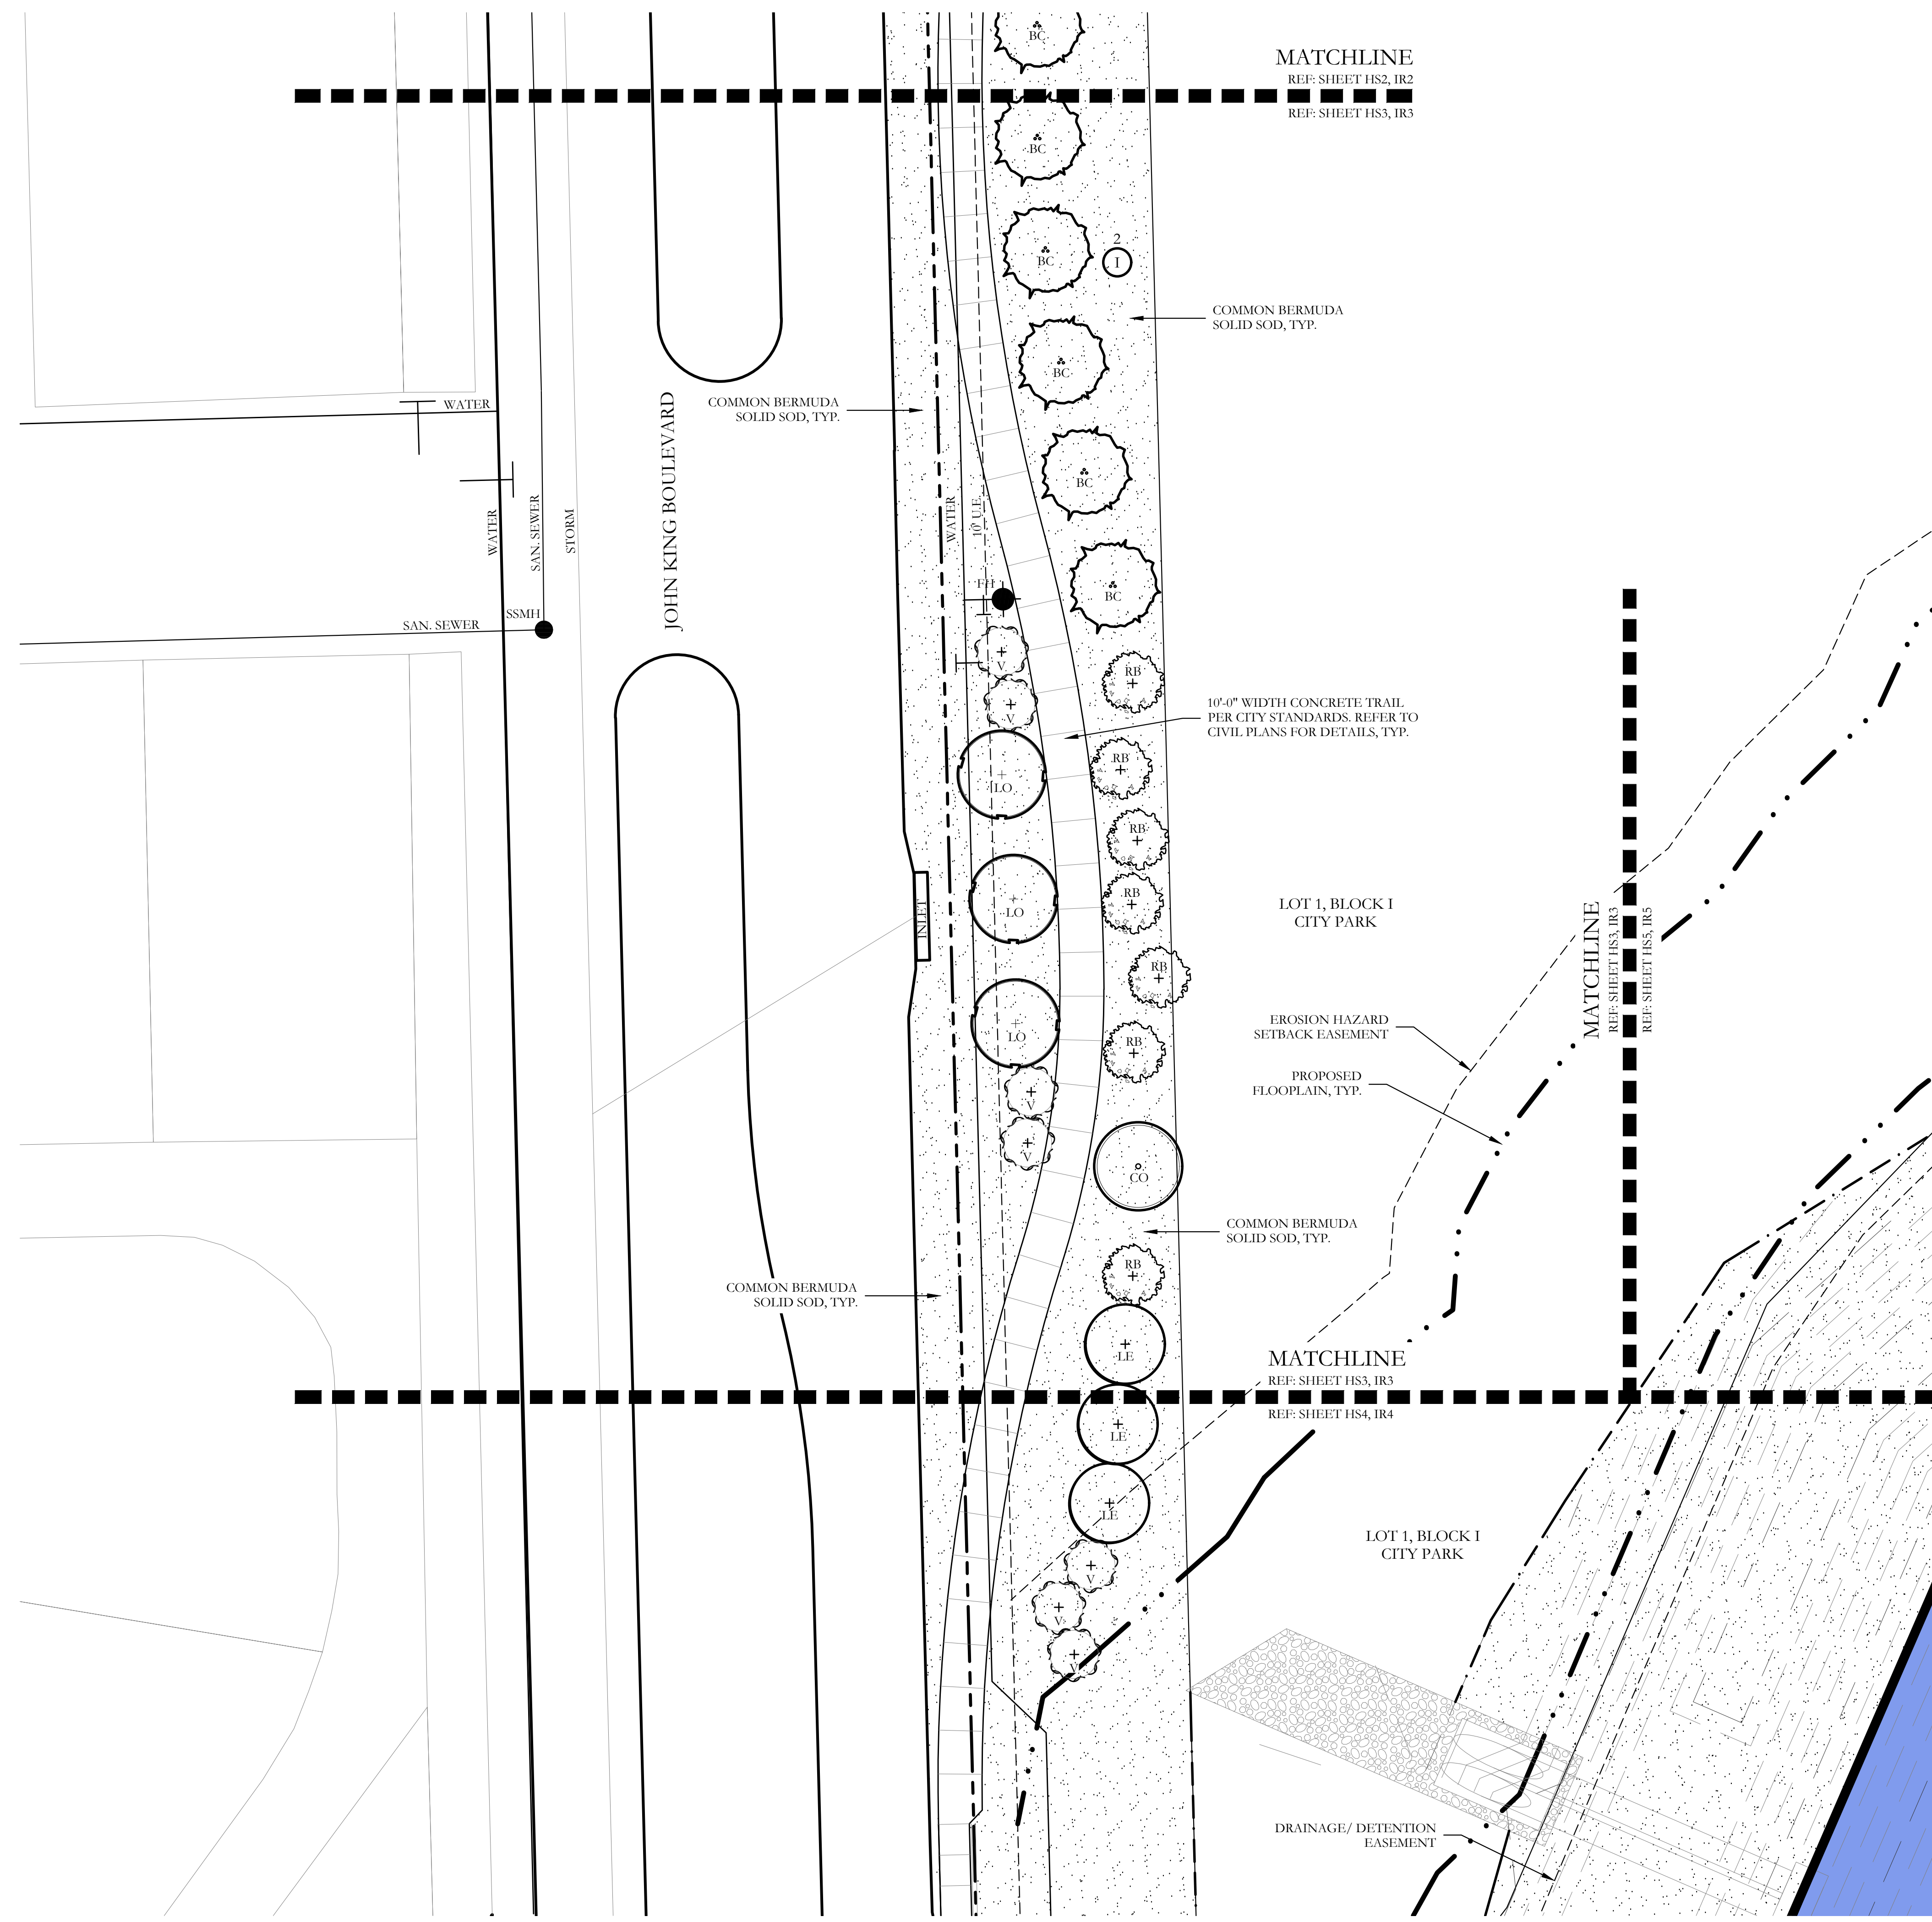 BC
MATCHLINE
REF: SHEET HS2, IR2
REF: SHEET HS3, IR3
BC
2
I
BC
COMMON BERMUDA
SOLID SOD, TYP.
BC
COMMON BERMUDA
SOLID SOD, TYP.
WATER
JOHN KING BOULEVARD
BC
WATER
SAN. SEWER
STORM
WATER
10' U.E.
FH
BC
SSMH
SAN. SEWER
V
RB
V
10'-0" WIDTH CONCRETE TRAIL
PER CITY STANDARDS. REFER TO
CIVIL PLANS FOR DETAILS, TYP.
LO
RB
RB
RB
LO
INLET
LOT 1, BLOCK I
CITY PARK
MATCHLINE
REF: SHEET HS3, IR3
REF: SHEET HS5, IR5
RB
LO
RB
EROSION HAZARD
SETBACK EASEMENT
PROPOSED
FLOOPLAIN, TYP.
V
V
CO
COMMON BERMUDA
SOLID SOD, TYP.
RB
COMMON BERMUDA
SOLID SOD, TYP.
LE
MATCHLINE
REF: SHEET HS3, IR3
REF: SHEET HS4, IR4
LE
LE
LOT 1, BLOCK I
CITY PARK
V
V
V
DRAINAGE/ DETENTION
EASEMENT